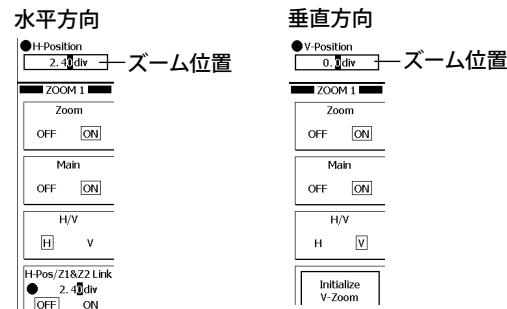 水平方向
H-Position
2.40div
ズーム位置
ZOOM 1
Zoom
OFF ON
Main
OFF ON
H/V
H V
H-Pos/Z1&Z2 Link
2.40div
OFF ON
垂直方向
V-Position
0.0div
ズーム位置
ZOOM 1
Zoom
OFF ON
Main
OFF ON
H/V
H V
Initialize
V-Zoom